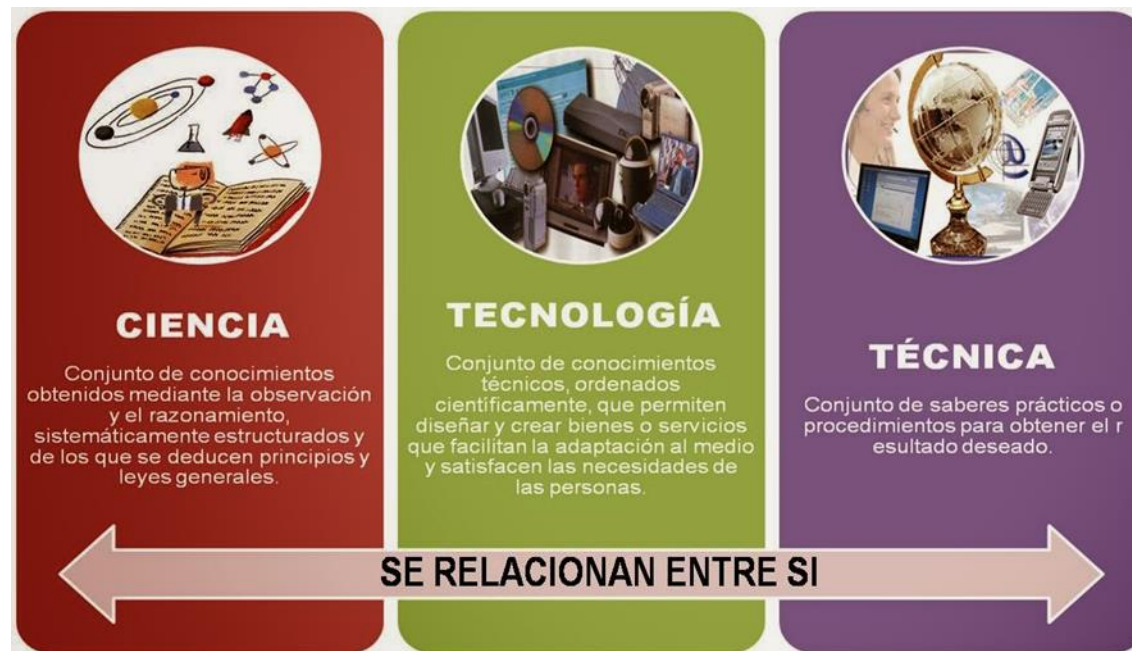 CIENCIA
Conjunto de conocimientos
obtenidos mediante la observación
y el razonamiento,
sistemáticamente estructurados y
de los que se deducen principios y
leyes generales.
TECNOLOGÍA
Conjunto de conocimientos
técnicos, ordenados
científicamente, que permiten
diseñar y crear bienes o servicios
que facilitan la adaptación al medio
y satisfacen las necesidades de
las personas.
TÉCNICA
Conjunto de saberes prácticos o
procedimientos para obtener el r
esultado deseado.
SE RELACIONAN ENTRE SI